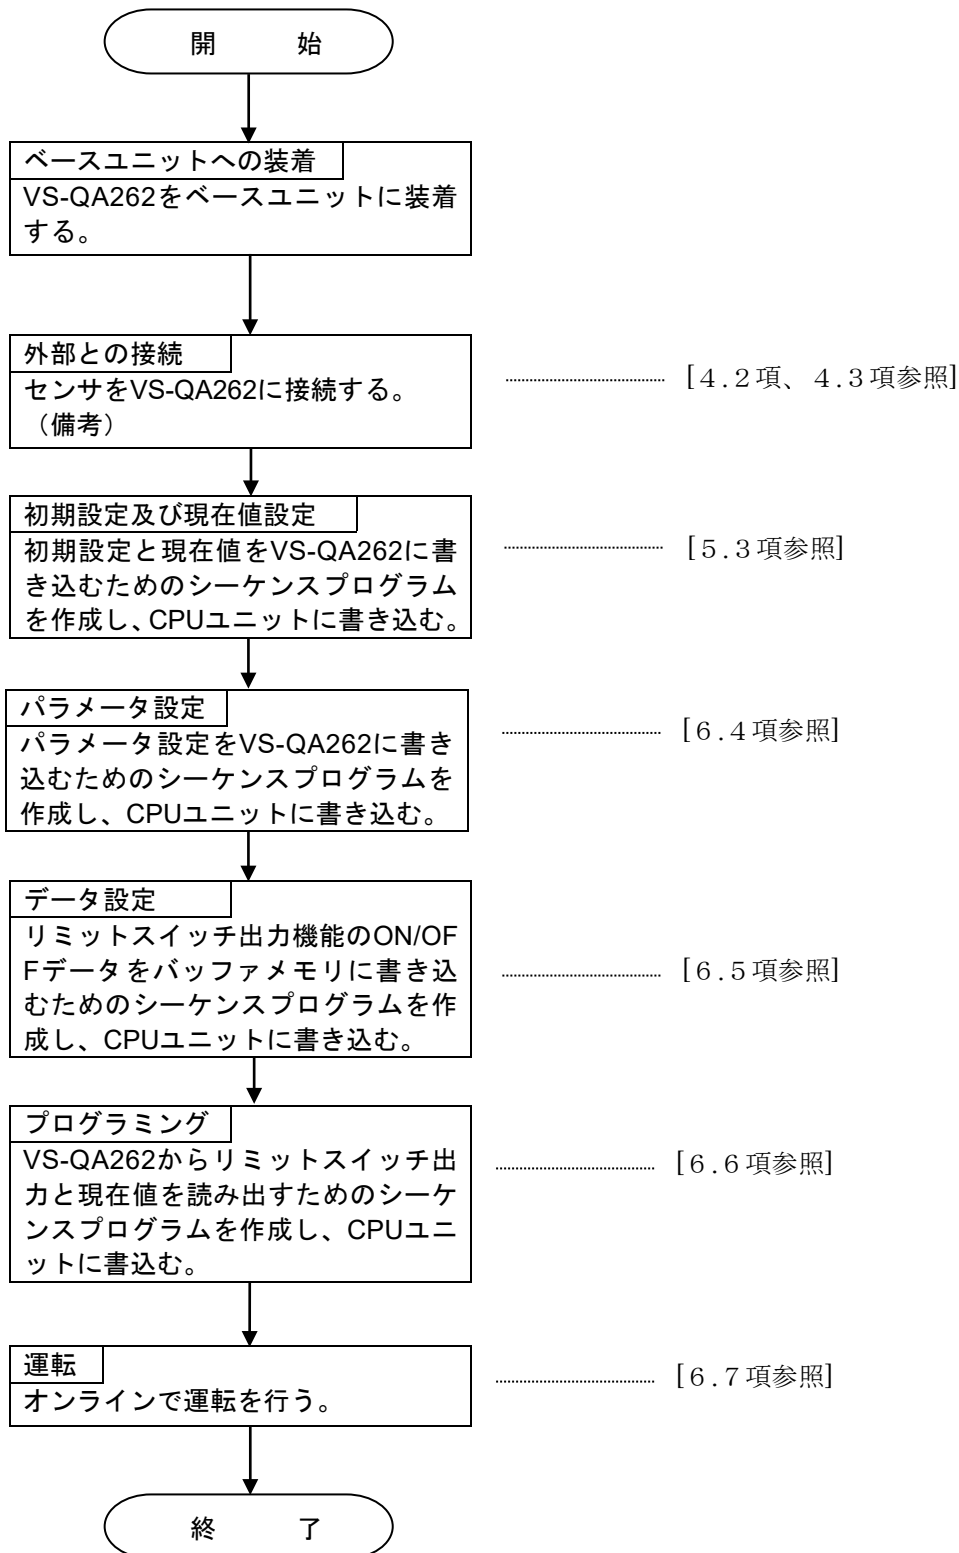 開　始
ベースユニットへの装着
VS-QA262をベースユニットに装着
する。
外部との接続
センサをVS-QA262に接続する。
（備考）
[４.２項、４.３項参照]
初期設定及び現在値設定
初期設定と現在値をVS-QA262に書
き込むためのシーケンスプログラム
を作成し、CPUユニットに書き込む。
[５.３項参照]
パラメータ設定
パラメータ設定をVS-QA262に書き
込むためのシーケンスプログラムを
作成し、CPUユニットに書き込む。
[６.４項参照]
データ設定
リミットスイッチ出力機能のON/OF
Fデータをバッファメモリに書き込
むためのシーケンスプログラムを作
成し、CPUユニットに書き込む。
[６.５項参照]
プログラミング
VS-QA262からリミットスイッチ出
力と現在値を読み出すためのシーケ
ンスプログラムを作成し、CPUユニ
ットに書込む。
[６.６項参照]
運転
オンラインで運転を行う。
[６.７項参照]
終　了